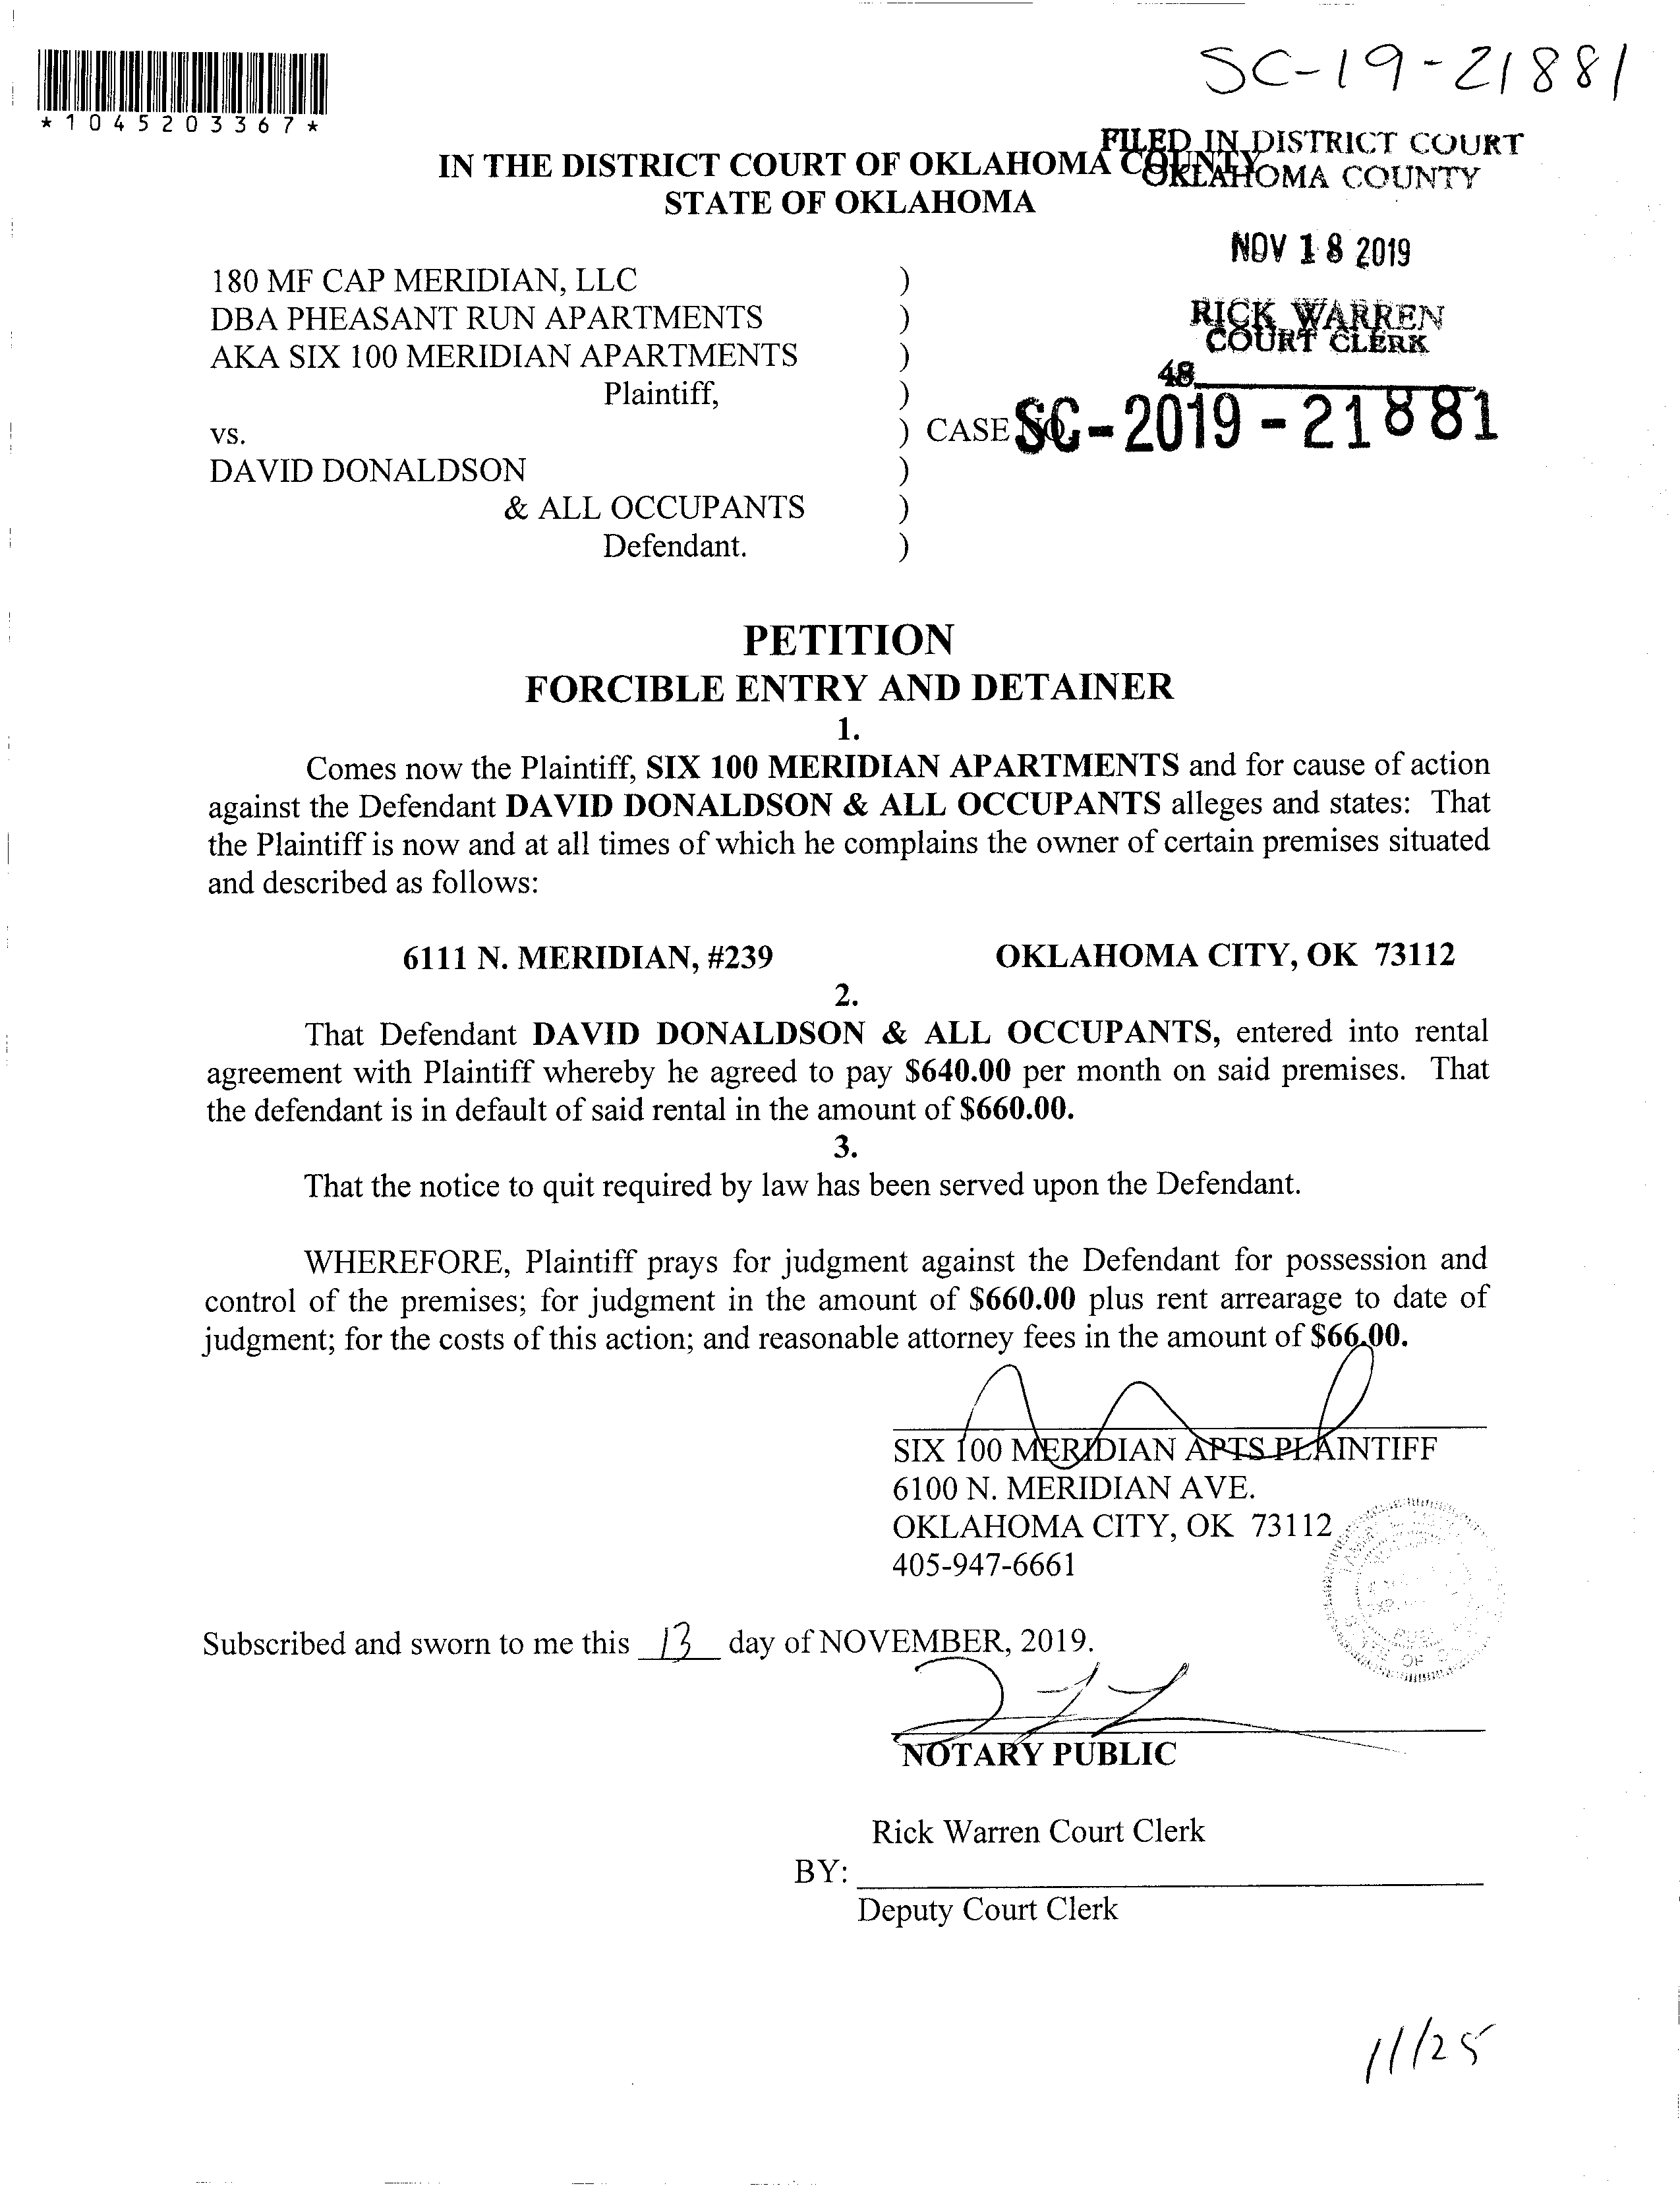 SC-19-21881
*1045203367*
FILED IN DISTRICT COURT
OKLAHOMA COUNTY
IN THE DISTRICT COURT OF OKLAHOMA COUNTY
STATE OF OKLAHOMA
NOV 18 2019
RICK WARREN
COURT CLERK
48
180 MF CAP MERIDIAN, LLC )
DBA PHEASANT RUN APARTMENTS )
AKA SIX 100 MERIDIAN APARTMENTS )
Plaintiff, )
vs. ) CASE NO. SC-2019-21881
DAVID DONALDSON )
& ALL OCCUPANTS )
Defendant. )
PETITION
FORCIBLE ENTRY AND DETAINER
1.
Comes now the Plaintiff, SIX 100 MERIDIAN APARTMENTS and for cause of action
against the Defendant DAVID DONALDSON & ALL OCCUPANTS alleges and states: That
the Plaintiff is now and at all times of which he complains the owner of certain premises situated
and described as follows:
6111 N. MERIDIAN, #239 OKLAHOMA CITY, OK 73112
2.
That Defendant DAVID DONALDSON & ALL OCCUPANTS, entered into rental
agreement with Plaintiff whereby he agreed to pay $640.00 per month on said premises. That
the defendant is in default of said rental in the amount of $660.00.
3.
That the notice to quit required by law has been served upon the Defendant.
WHEREFORE, Plaintiff prays for judgment against the Defendant for possession and
control of the premises; for judgment in the amount of $660.00 plus rent arrearage to date of
judgment; for the costs of this action; and reasonable attorney fees in the amount of $66.00.
SIX 100 MERIDIAN APTS PLAINTIFF
6100 N. MERIDIAN AVE.
OKLAHOMA CITY, OK 73112
405-947-6661
Subscribed and sworn to me this 13 day of NOVEMBER, 2019.
NOTARY PUBLIC
Rick Warren Court Clerk
BY:
Deputy Court Clerk
11/25